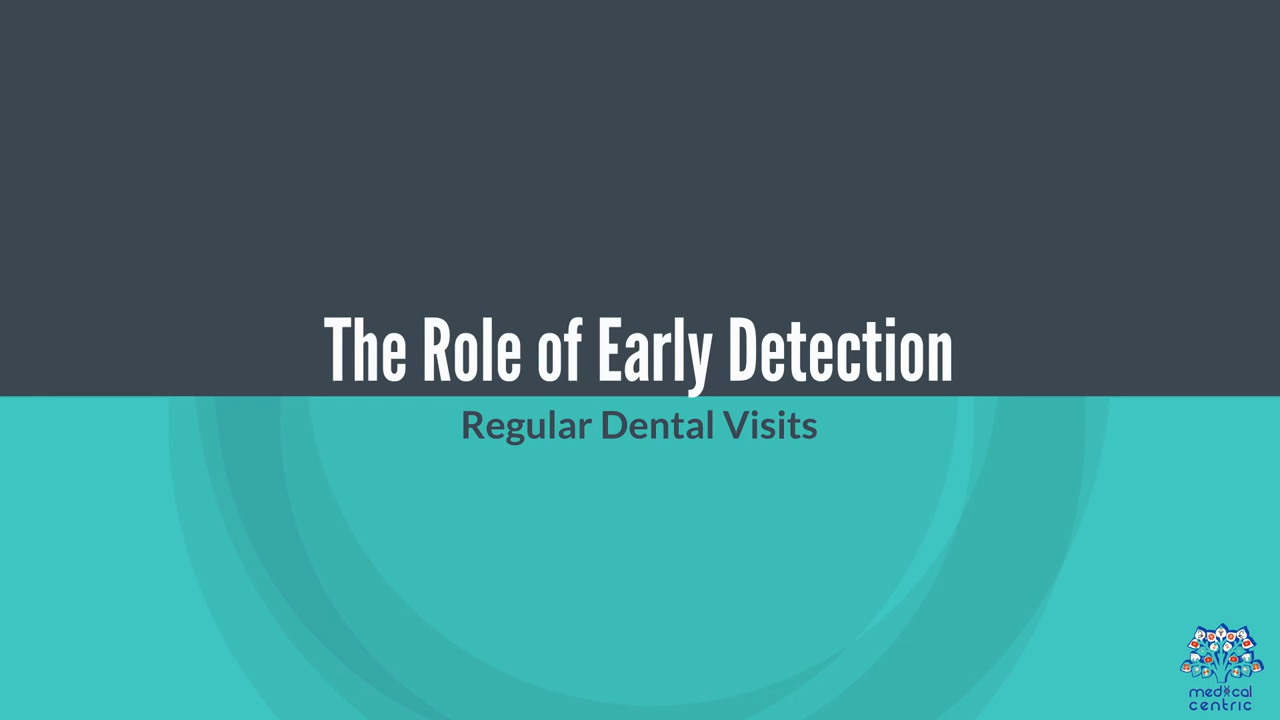 The Role of Early Detection
Regular Dental Visits
medical
centric